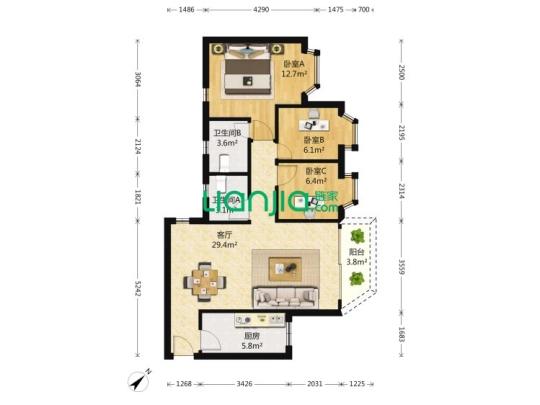 1486 4290 1475 700
3064
2124
1821
5242
2500
2195
2314
3559
1683
卧室A
12.7m²
卧室B
6.1m²
卫生间B
3.6m²
卧室C
6.4m²
卫生间A
3.1m²
Lianjia.com
链家
客厅
29.4m²
阳台
3.8m²
厨房
5.8m²
N
1268 3426 2031 1225